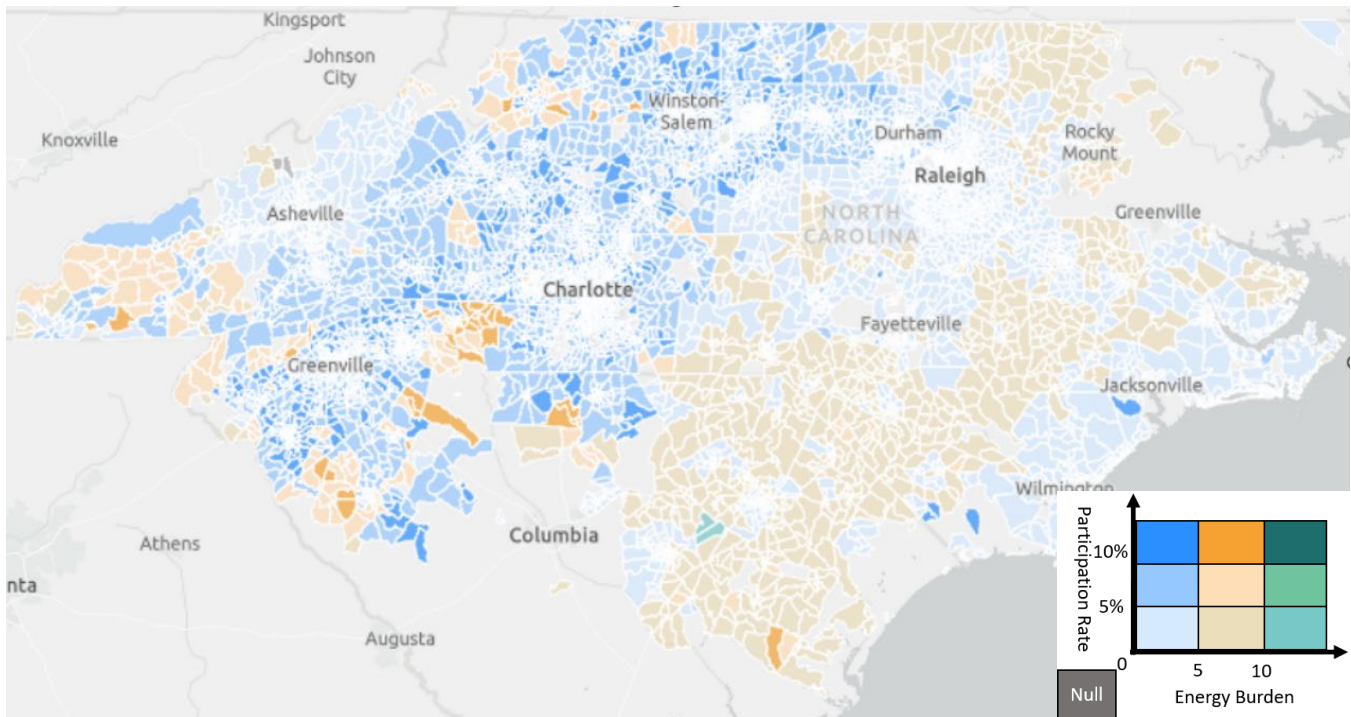 Kingsport
Johnson
City
Knoxville
Winston-
Salem
Durham
Rocky
Mount
Raleigh
Asheville
NORTH
CAROLINA
Greenville
Charlotte
Fayetteville
Greenville
Jacksonville
Wilmington
Columbia
Athens
nta
Augusta
Participation Rate
10%
5%
0
5
10
Energy Burden
Null